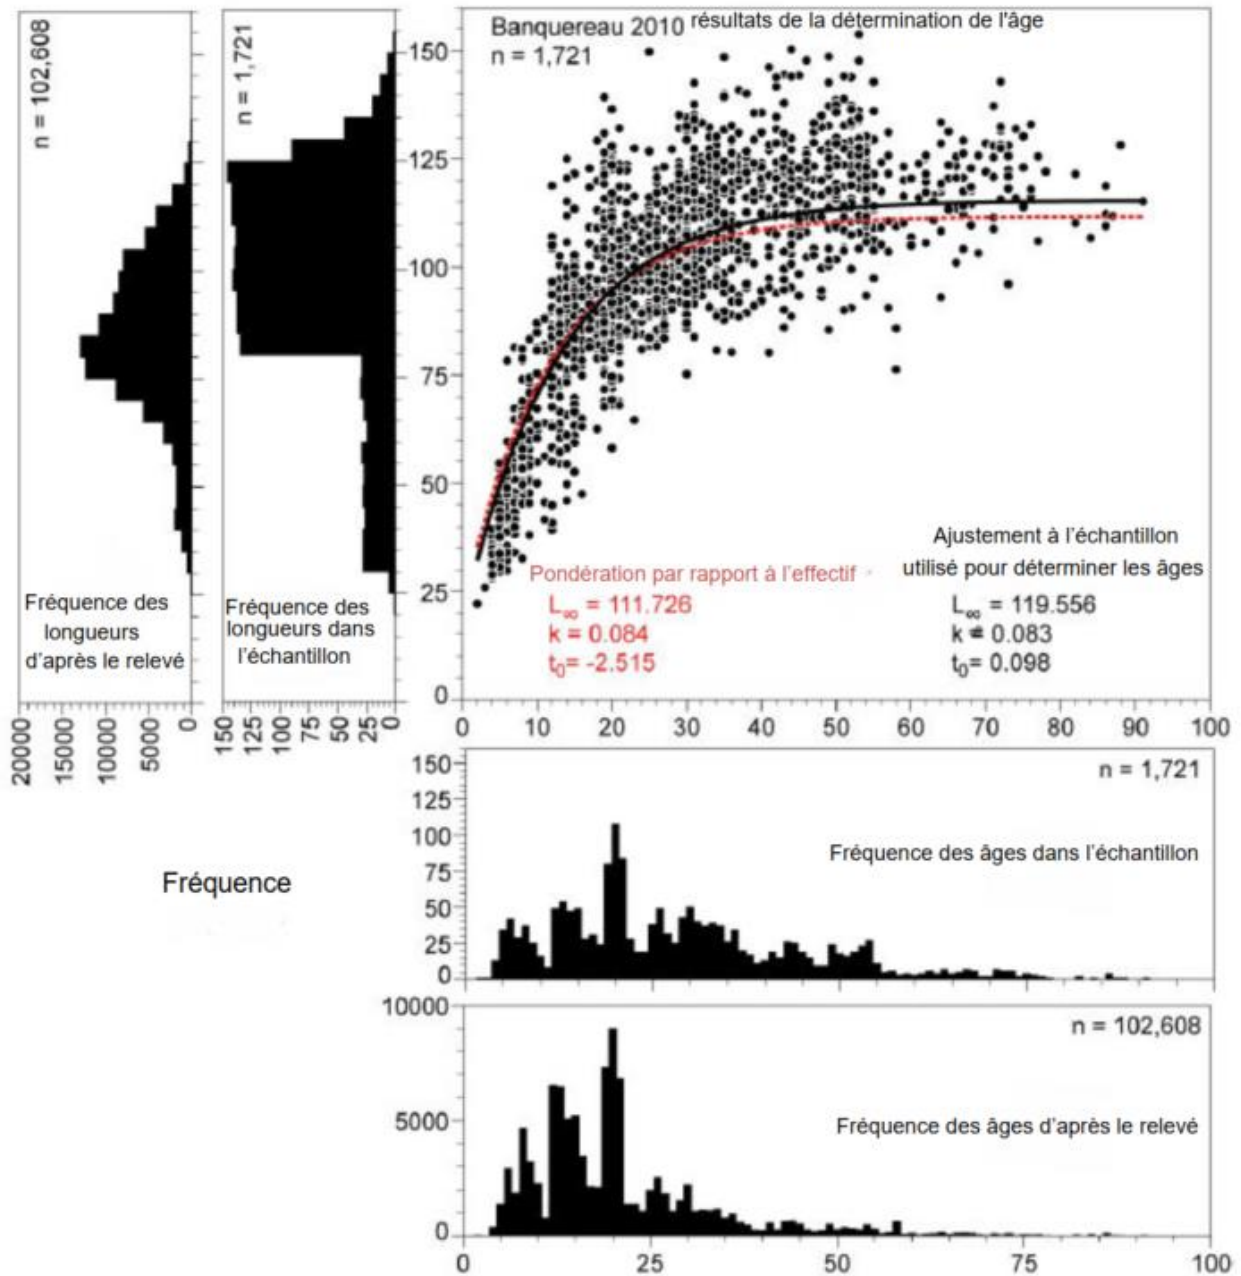 n = 102,608
Fréquence des
longueurs
d'après le relevé
20000 15000 10000 5000 0
n = 1,721
Fréquence des
longueurs dans
l'échantillon
150 125 100 75 50 25 0
Banquereau 2010 résultats de la détermination de l'âge
n = 1,721
150
125
100
75
50
25
0
Pondération par rapport à l'effectif
L∞ = 111.726
k = 0.084
t0= -2.515
Ajustement à l'échantillon
utilisé pour déterminer les âges
L∞ = 119.556
k = 0.083
t0= 0.098
0 10 20 30 40 50 60 70 80 90 100
n = 1,721
150
125
100
75
50
25
0
Fréquence des âges dans l'échantillon
Fréquence
n = 102,608
10000
5000
0
Fréquence des âges d'après le relevé
0 25 50 75 100